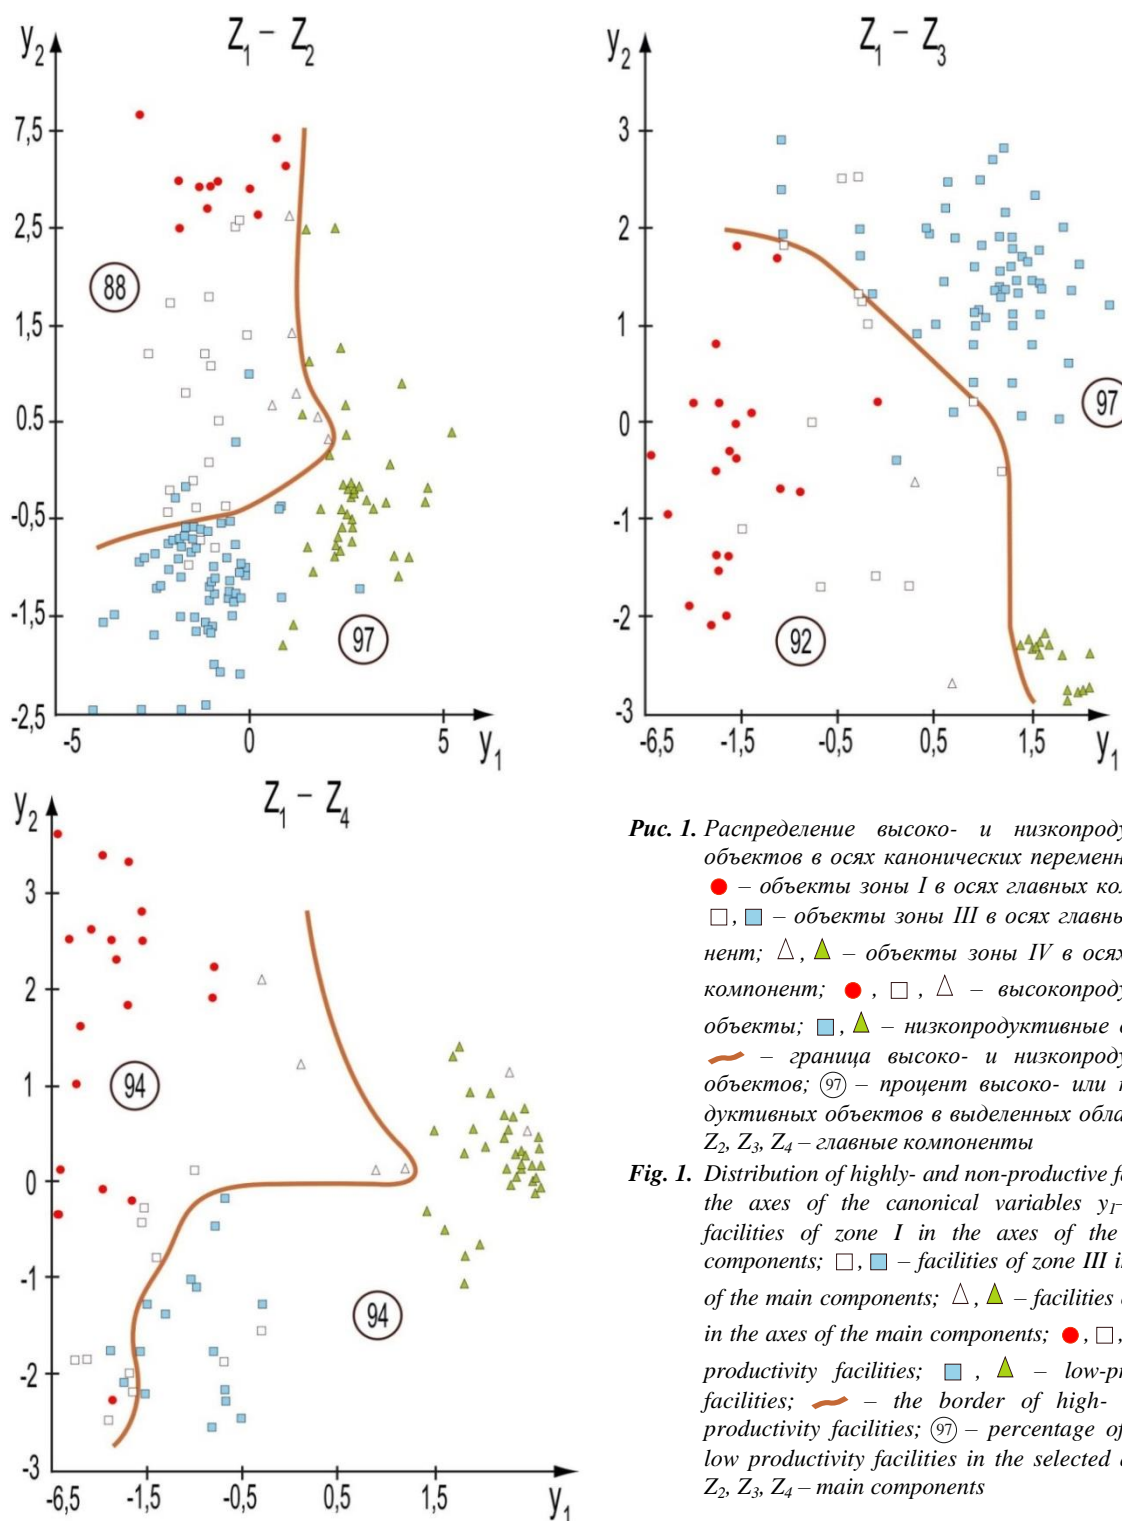 Z1 – Z2
y2
7,5
2,5
1,5
0,5
-0,5
-1,5
-2,5
-5
0
5
y1
88
97
Z1 – Z3
y2
3
2
1
0
-1
-2
-3
-6,5
-1,5
-0,5
0,5
1,5
y1
97
92
Z1 – Z4
y2
3
2
1
0
-1
-2
-3
-6,5
-1,5
-0,5
0,5
1,5
y1
94
94
Рис. 1. Распределение высоко- и низкопроду
объектов в осях канонических переменн
– объекты зоны I в осях главных ко
, – объекты зоны III в осях главны
нент; , – объекты зоны IV в осях
компонент; , , – высокопроду
объекты; , – низкопродуктивные
– граница высоко- и низкопроду
объектов; 97 – процент высоко- или
дуктивных объектов в выделенных обла
Z2, Z3, Z4 – главные компоненты
Fig. 1. Distribution of highly- and non-productive f
the axes of the canonical variables y1–
facilities of zone I in the axes of the
components; , – facilities of zone III i
of the main components; , – facilities
in the axes of the main components; , ,
productivity facilities; , – low-p
facilities; – the border of high-
productivity facilities; 97 – percentage of
low productivity facilities in the selected
Z2, Z3, Z4 – main components